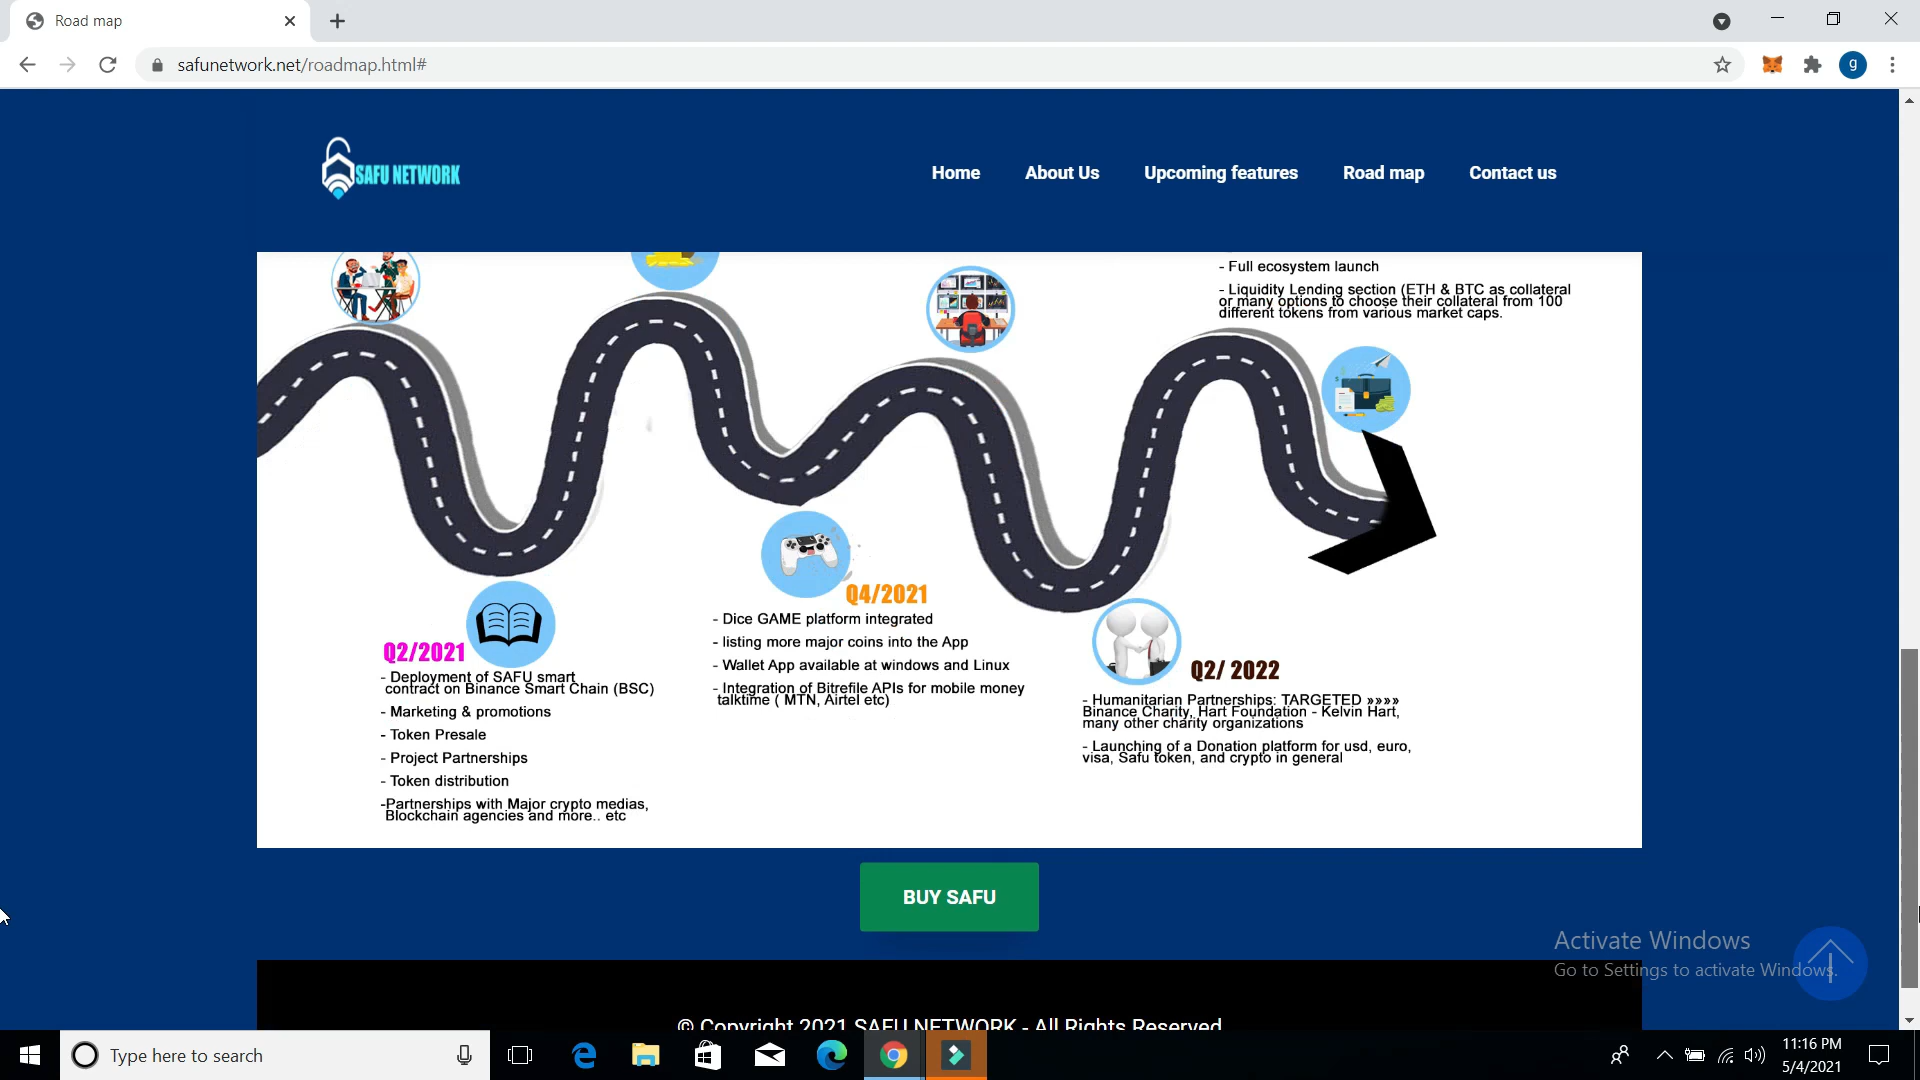 Road map
safunetwork.net/roadmap.html#
g
SAFU NETWORK
Home
About Us
Upcoming features
Road map
Contact us
- Full ecosystem launch
- Liquidity Lending section (ETH & BTC as collateral
or many options to choose their collateral from 100
different tokens from various market caps.
Q2/2021
- Deployment of SAFU smart
contract on Binance Smart Chain (BSC)
- Marketing & promotions
- Token Presale
- Project Partnerships
- Token distribution
-Partnerships with Major crypto medias,
Blockchain agencies and more.. etc
Q4/2021
- Dice GAME platform integrated
- listing more major coins into the App
- Wallet App available at windows and Linux
- Integration of Bitrefile APIs for mobile money
talktime ( MTN, Airtel etc)
Q2/ 2022
- Humanitarian Partnerships: TARGETED »»»»
Binance Charity, Hart Foundation - Kelvin Hart,
many other charity organizations
- Launching of a Donation platform for usd, euro,
visa, Safu token, and crypto in general
BUY SAFU
Activate Windows
Go to Settings to activate Windows.
© Copyright 2021 SAFU NETWORK - All Rights Reserved
Type here to search
11:16 PM
5/4/2021